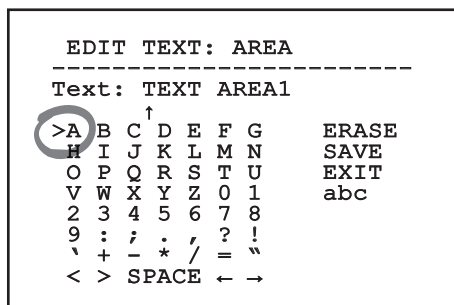 EDIT TEXT: AREA
------------------------
Text: TEXT AREA1
↑
>A B C D E F G ERASE
H I J K L M N SAVE
O P Q R S T U EXIT
V W X Y Z 0 1 abc
2 3 4 5 6 7 8
9 : ; . , ? !
‛ + – * / = ‟
< > SPACE ← →